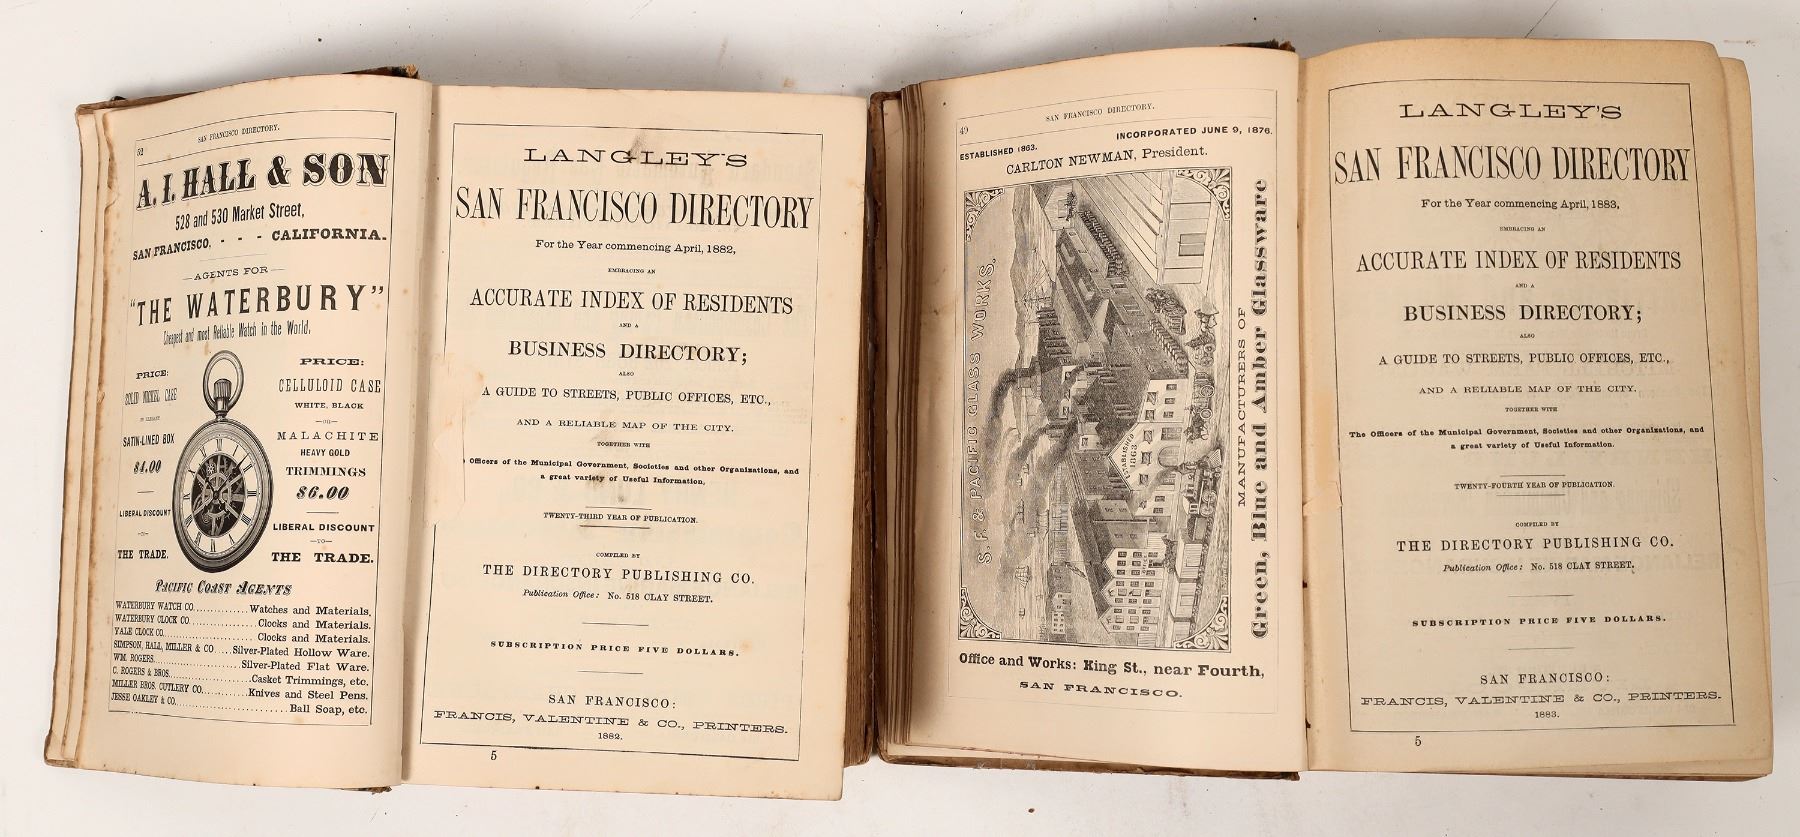 52
SAN FRANCISCO DIRECTORY.
A. I. HALL & SON
528 and 530 Market Street,
SAN FRANCISCO, - - - CALIFORNIA.
—AGENTS FOR—
"THE WATERBURY"
Cheapest and most Reliable Watch in the World,
PRICE:
SOLID NICKEL CASE
IN ELEGANT
SATIN-LINED BOX
$4.00
LIBERAL DISCOUNT
—TO—
THE TRADE.
PRICE:
CELLULOID CASE
WHITE, BLACK
—OR—
MALACHITE
HEAVY GOLD
TRIMMINGS
$6.00
LIBERAL DISCOUNT
—TO—
THE TRADE.
PACIFIC COAST AGENTS
WATERBURY WATCH CO. Watches and Materials.
WATERBURY CLOCK CO. Clocks and Materials.
YALE CLOCK CO. Clocks and Materials.
SIMPSON, HALL, MILLER & CO. Silver-Plated Hollow Ware.
WM. ROGERS. Silver-Plated Flat Ware.
C. ROGERS & BROS. Casket Trimmings, etc.
MILLER BROS. CUTLERY CO. Knives and Steel Pens.
JESSE OAKLEY & CO. Ball Soap, etc.
LANGLEY'S
SAN FRANCISCO DIRECTORY
For the Year commencing April, 1882,
EMBRACING AN
ACCURATE INDEX OF RESIDENTS
AND A
BUSINESS DIRECTORY;
ALSO
A GUIDE TO STREETS, PUBLIC OFFICES, ETC.,
AND A RELIABLE MAP OF THE CITY.
TOGETHER WITH
Officers of the Municipal Government, Societies and other Organizations, and
a great variety of Useful Information,
TWENTY-THIRD YEAR OF PUBLICATION.
COMPILED BY
THE DIRECTORY PUBLISHING CO.
Publication Office: No. 518 CLAY STREET.
SUBSCRIPTION PRICE FIVE DOLLARS.
SAN FRANCISCO:
FRANCIS, VALENTINE & CO., PRINTERS.
1882.
5
49
SAN FRANCISCO DIRECTORY.
ESTABLISHED 1863.
INCORPORATED JUNE 9, 1876.
CARLTON NEWMAN, President.
S. F. & PACIFIC GLASS WORKS.
ESTABLISHED
1863
MANUFACTURERS OF
Green, Blue and Amber Glassware
Office and Works: King St., near Fourth,
SAN FRANCISCO.
LANGLEY'S
SAN FRANCISCO DIRECTORY
For the Year commencing April, 1883,
EMBRACING AN
ACCURATE INDEX OF RESIDENTS
AND A
BUSINESS DIRECTORY;
ALSO
A GUIDE TO STREETS, PUBLIC OFFICES, ETC.,
AND A RELIABLE MAP OF THE CITY.
TOGETHER WITH
The Officers of the Municipal Government, Societies and other Organizations, and
a great variety of Useful Information.
TWENTY-FOURTH YEAR OF PUBLICATION.
COMPILED BY
THE DIRECTORY PUBLISHING CO.
Publication Office: No. 518 CLAY STREET.
SUBSCRIPTION PRICE FIVE DOLLARS.
SAN FRANCISCO:
FRANCIS, VALENTINE & CO., PRINTERS.
1883.
5